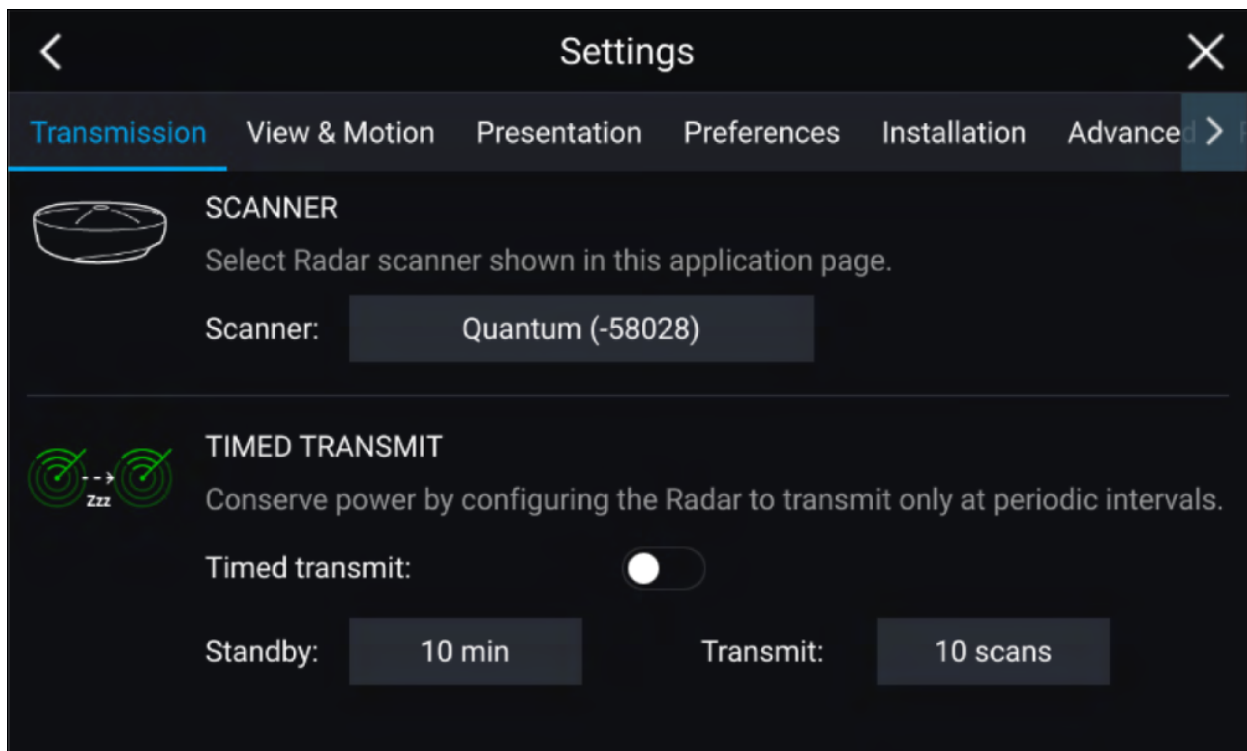 Settings
Transmission View & Motion Presentation Preferences Installation Advanced
SCANNER
Select Radar scanner shown in this application page.
Scanner: Quantum (-58028)
TIMED TRANSMIT
Zzz
Conserve power by configuring the Radar to transmit only at periodic intervals.
Timed transmit:
Standby: 10 min Transmit: 10 scans